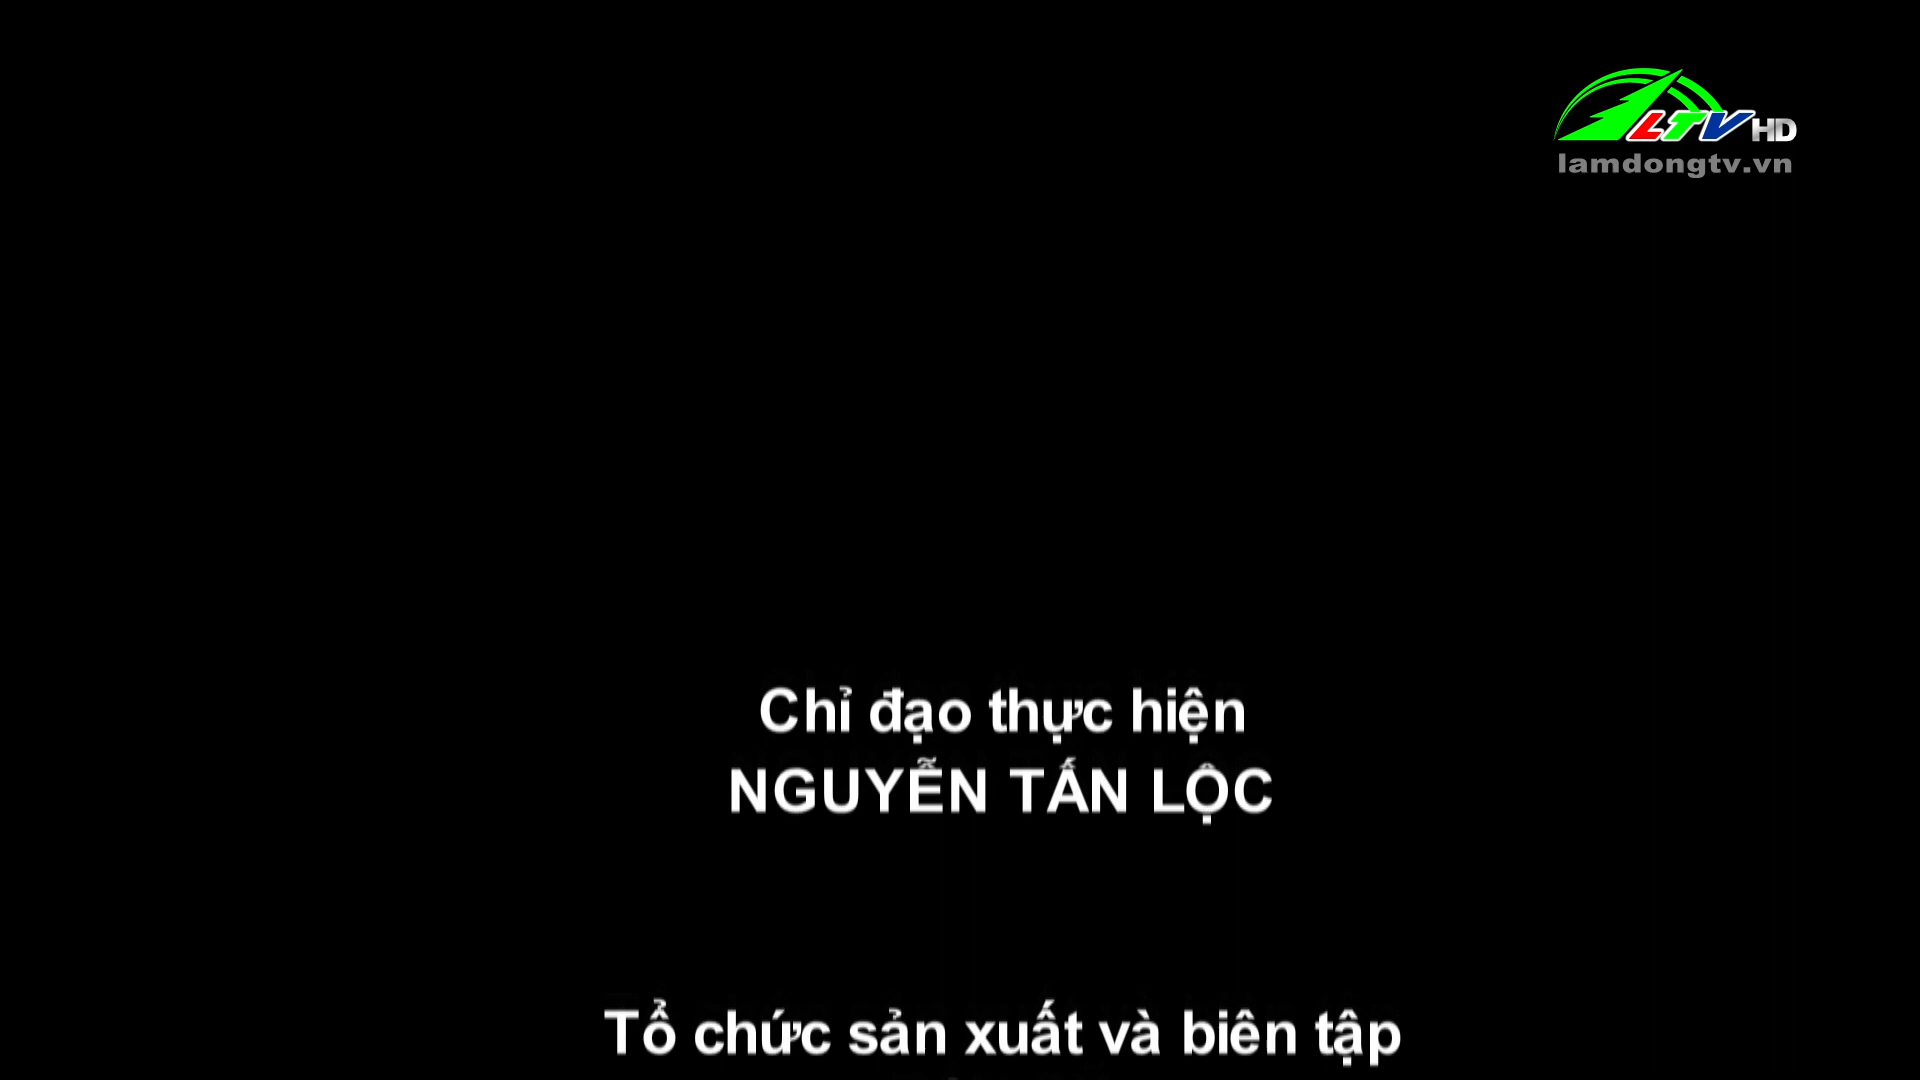 LTV HD
lamdongtv.vn
Chỉ đạo thực hiện
NGUYỄN TẤN LỘC
Tổ chức sản xuất và biên tập